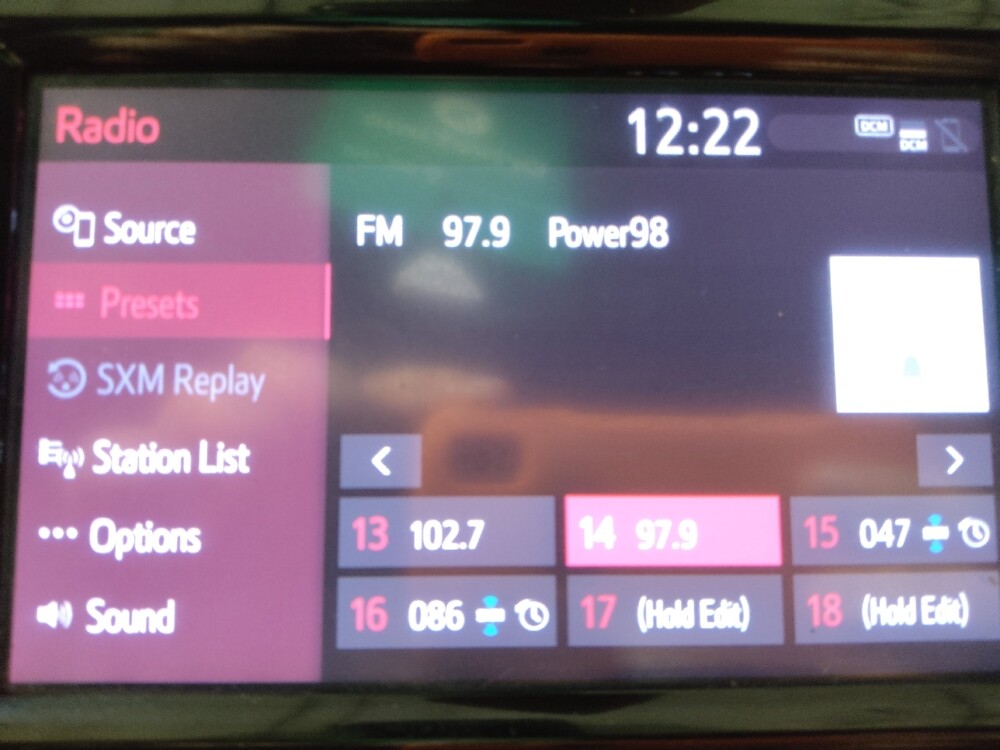 Radio
12:22
DCM
DCM
Source
Presets
SXM Replay
Station List
Options
Sound
FM 97.9 Power98
<
>
13 102.7
14 97.9
15 047
16 086
17 (Hold Edit)
18 (Hold Edit)